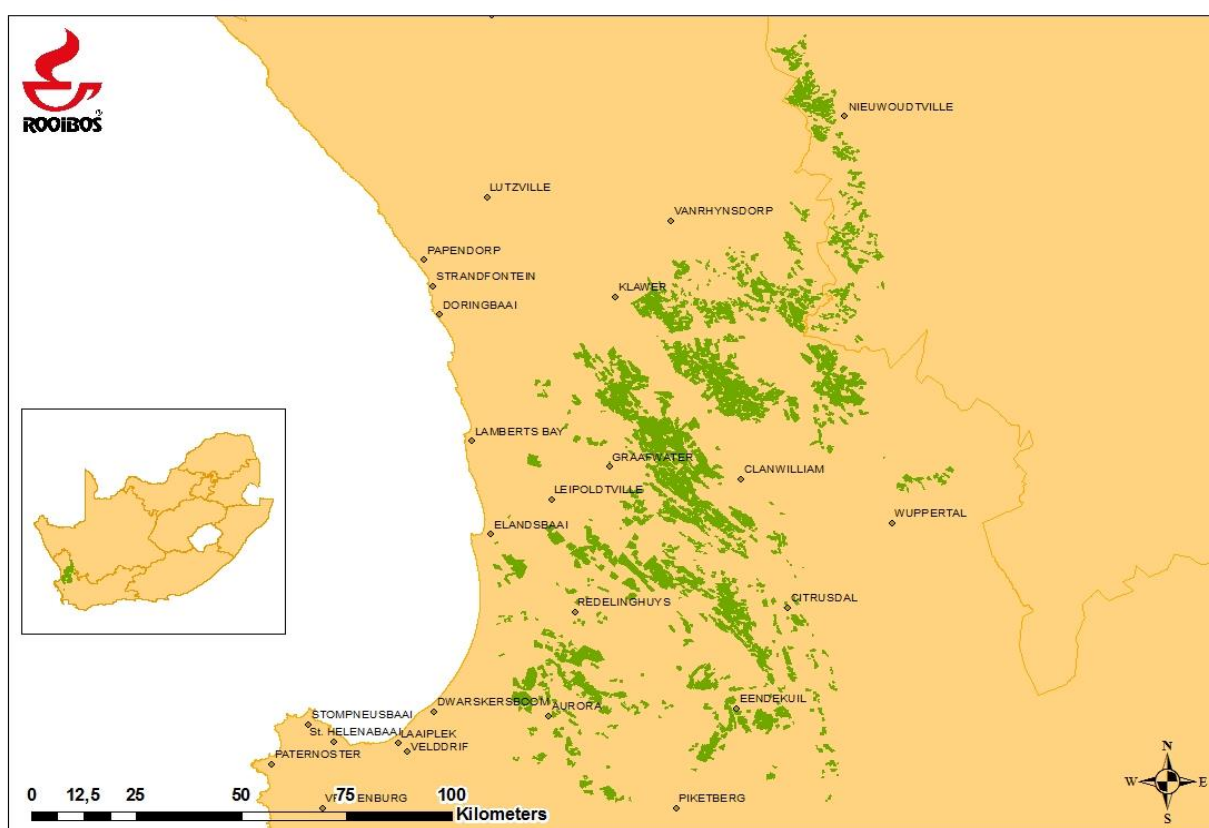 ROOiBOS
NIEUWOUDTVILLE
LUTZVILLE
VANRHYNSDORP
PAPENDORP
STRANDFONTEIN
KLAWER
DORINGBAAI
LAMBERTS BAY
GRAAFWATER
CLANWILLIAM
LEIPOLDTVILLE
WUPPERTAL
ELANDSBAAI
CITRUSDAL
REDELINGHUYS
DWARSKERSBOOM
EENDEKUIL
AURORA
STOMPNEUSBAAI
St. HELENABAAI
LAAIPLEK
VELDDRIF
PATERNOSTER
PIKETBERG
0 12,5 25 50 75 100
Kilometers
N
W E
S